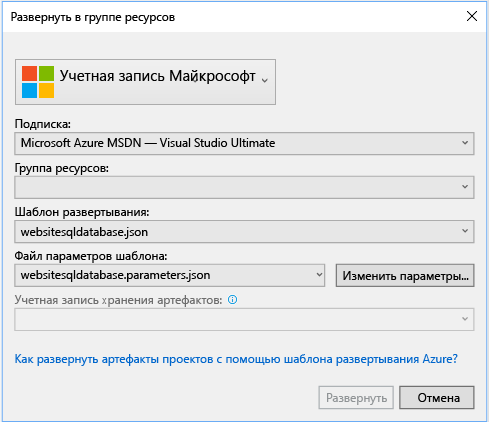 Развернуть в группе ресурсов
Учетная запись Майкрософт
Подписка:
Microsoft Azure MSDN — Visual Studio Ultimate
Группа ресурсов:
Шаблон развертывания:
websitesqldatabase.json
Файл параметров шаблона:
websitesqldatabase.parameters.json
Изменить параметры...
Учетная запись хранения артефактов:
Как развернуть артефакты проектов с помощью шаблона развертывания Azure?
Развернуть
Отмена